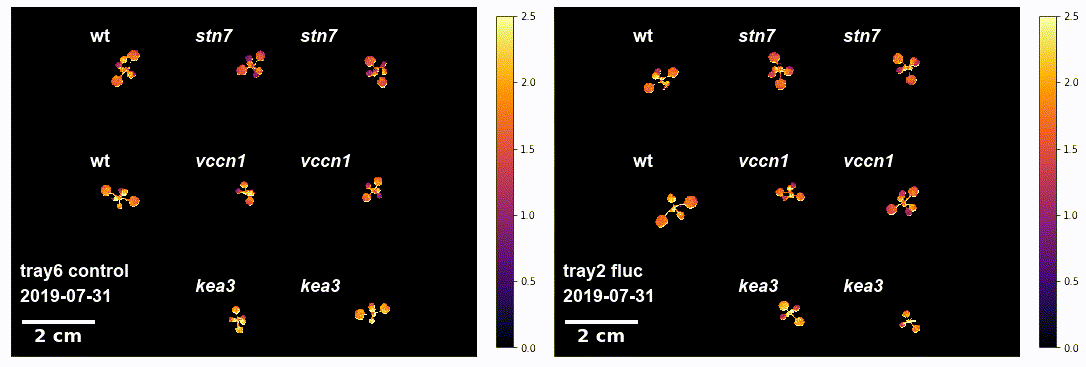 wt stn7 stn7
wt vccn1 vccn1
tray6 control
2019-07-31
kea3 kea3
2 cm
2.5
2.0
1.5
1.0
0.5
0.0
wt stn7 stn7
wt vccn1 vccn1
tray2 fluc
2019-07-31
kea3 kea3
2 cm
2.5
2.0
1.5
1.0
0.5
0.0